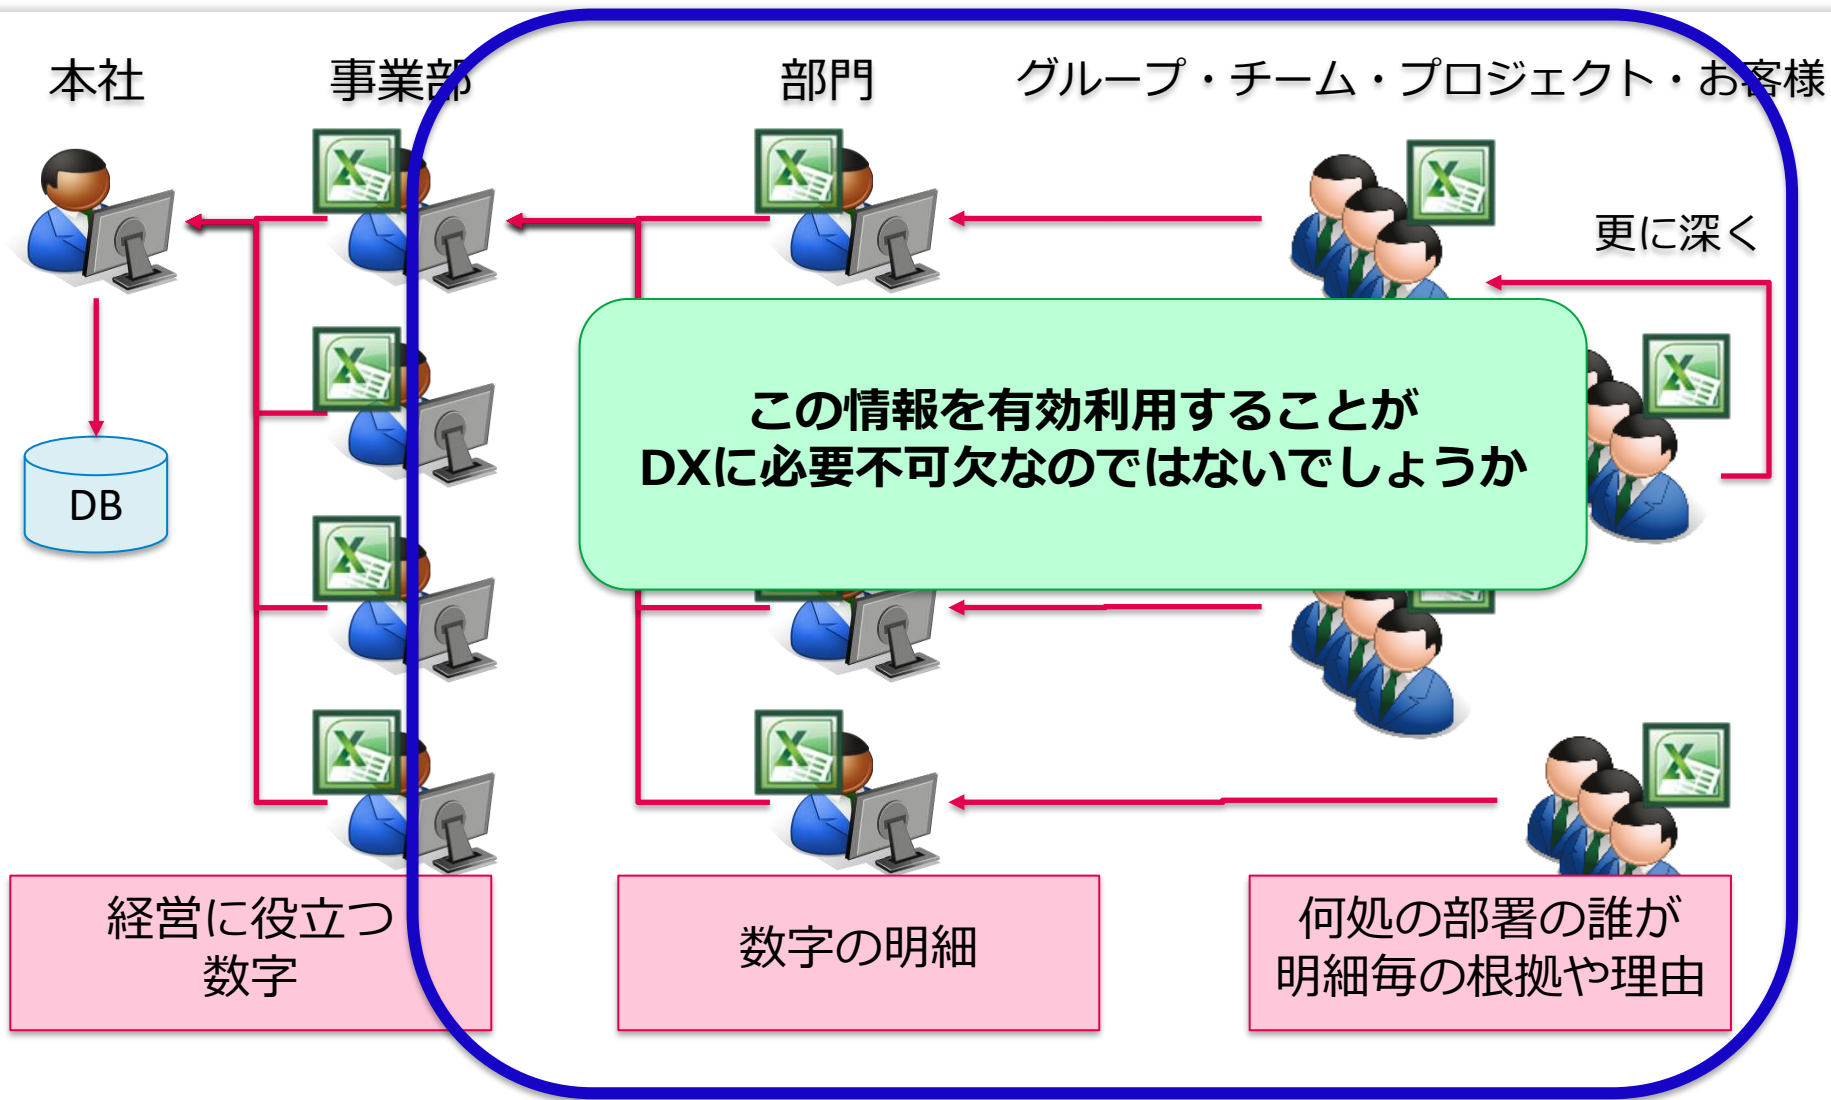 本社
事業部
部門
グループ・チーム・プロジェクト・お客様
更に深く
この情報を有効利用することが
DXに必要不可欠なのではないでしょうか
DB
経営に役立つ
数字
数字の明細
何処の部署の誰が
明細毎の根拠や理由